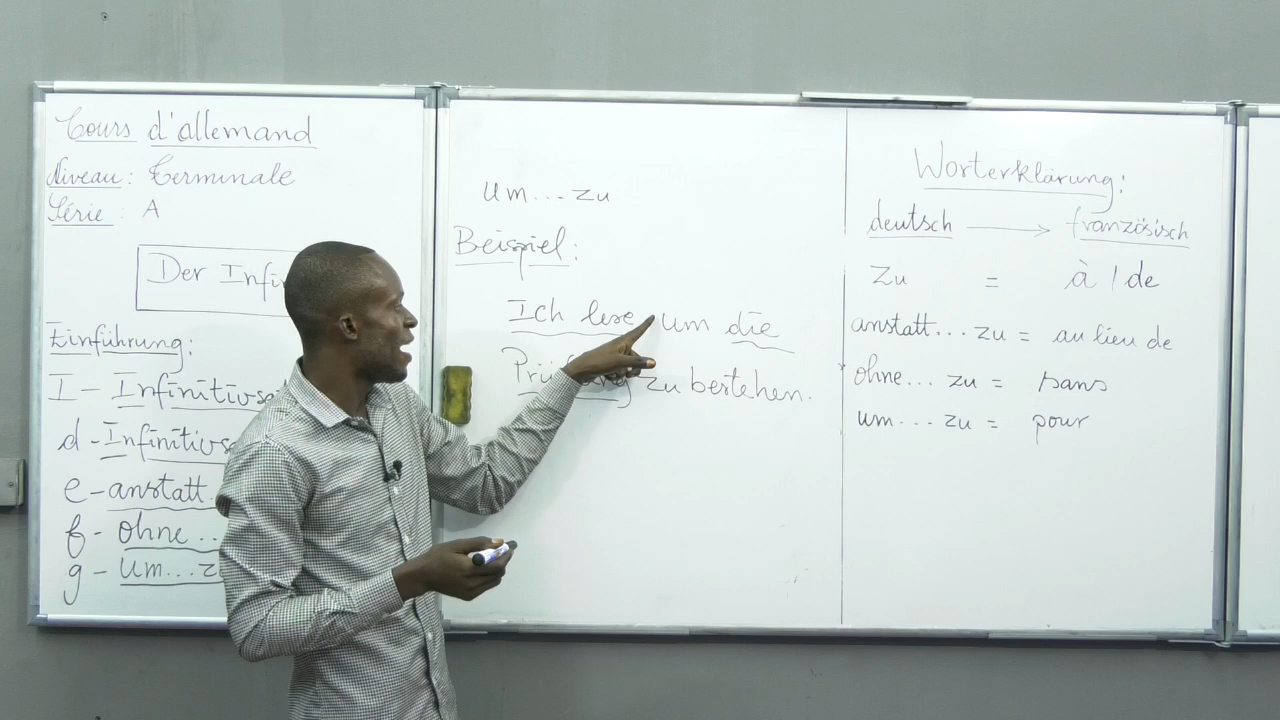 Cours d'allemand
Niveau : Terminale
Série : A
Der Infi
Einführung:
I - Infinitivs
d - Infinitivs
e - anstatt.
f - ohne ..
g - um...z
um...zu
Beispiel:
Ich lese um die
zu bestehen.
Worterklärung:
deutsch → französisch
Zu = à / de
anstatt... zu = au lieu de
ohne... zu = sans
um... zu = pour